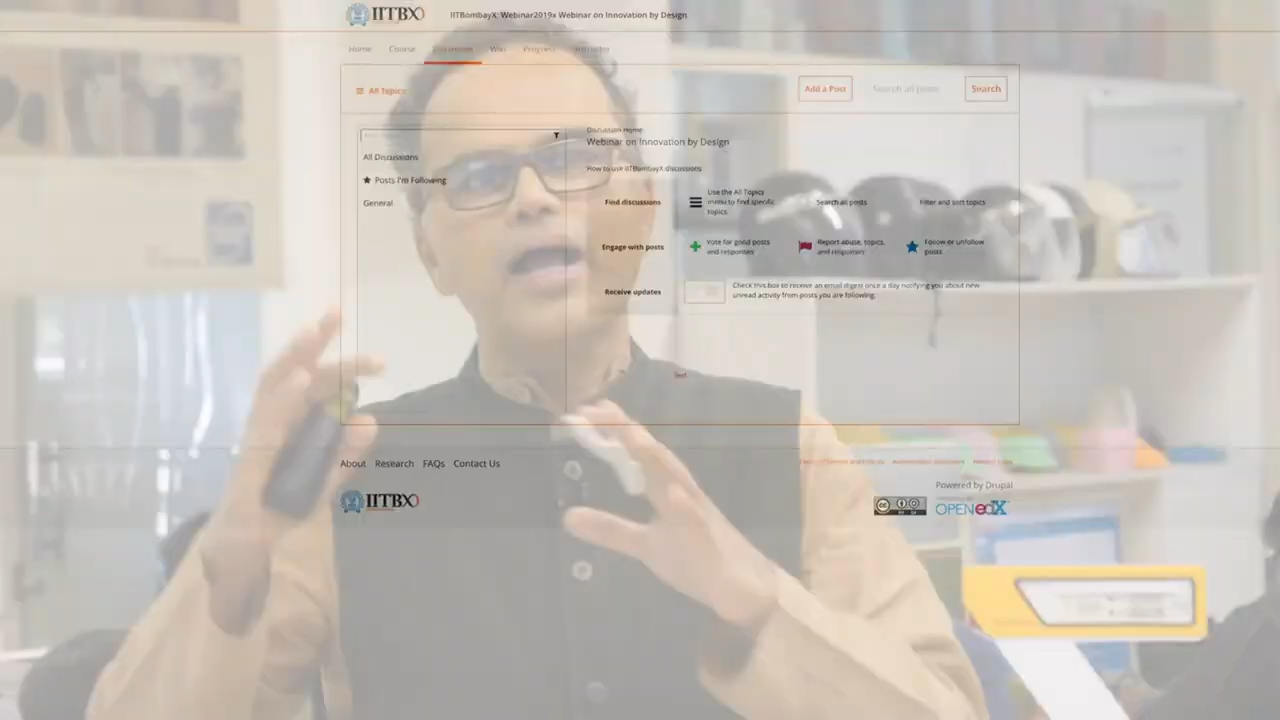 IITBX
IITBombayX: Webinar2019x Webinar on Innovation by Design
Home Course Discussion Wiki Progress Instructor
All Topics
Add a Post
Search all posts
Search
All Discussions
Posts I'm Following
General
Discussion Home
Webinar on Innovation by Design
How to use IITBombayX discussions
Find discussions
Use the All Topics
menu to find specific
topics
Search all posts
Filter and sort topics
Engage with posts
Vote for good posts
and responses
Report abuse, topics,
and responses
Follow or unfollow
posts
Receive updates
Check this box to receive an email digest once a day notifying you about new
unread activity from posts you are following.
About Research FAQs Contact Us
Powered by Drupal
IITBX
OPEN edX